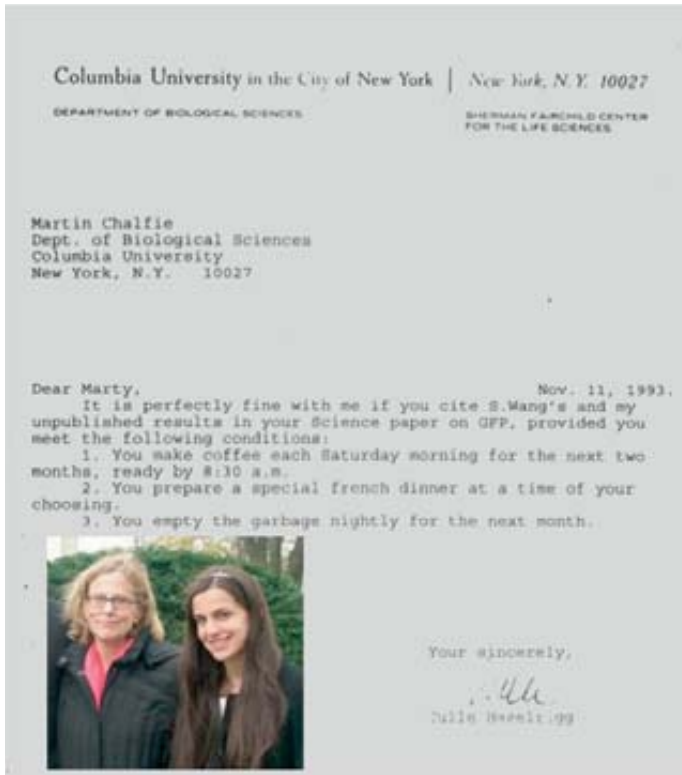 Columbia University in the City of New York | New York, N. Y. 10027
DEPARTMENT OF BIOLOGICAL SCIENCES
SHERMAN FAIRCHILD CENTER
FOR THE LIFE SCIENCES
Martin Chalfie
Dept. of Biological Sciences
Columbia University
New York, N.Y. 10027
Dear Marty, Nov. 11, 1993.
It is perfectly fine with me if you cite S.Wang's and my
unpublished results in your Science paper on GFP, provided you
meet the following conditions:
1. You make coffee each Saturday morning for the next two
months, ready by 8:30 a.m.
2. You prepare a special french dinner at a time of your
choosing.
3. You empty the garbage nightly for the next month.
Your sincerely,